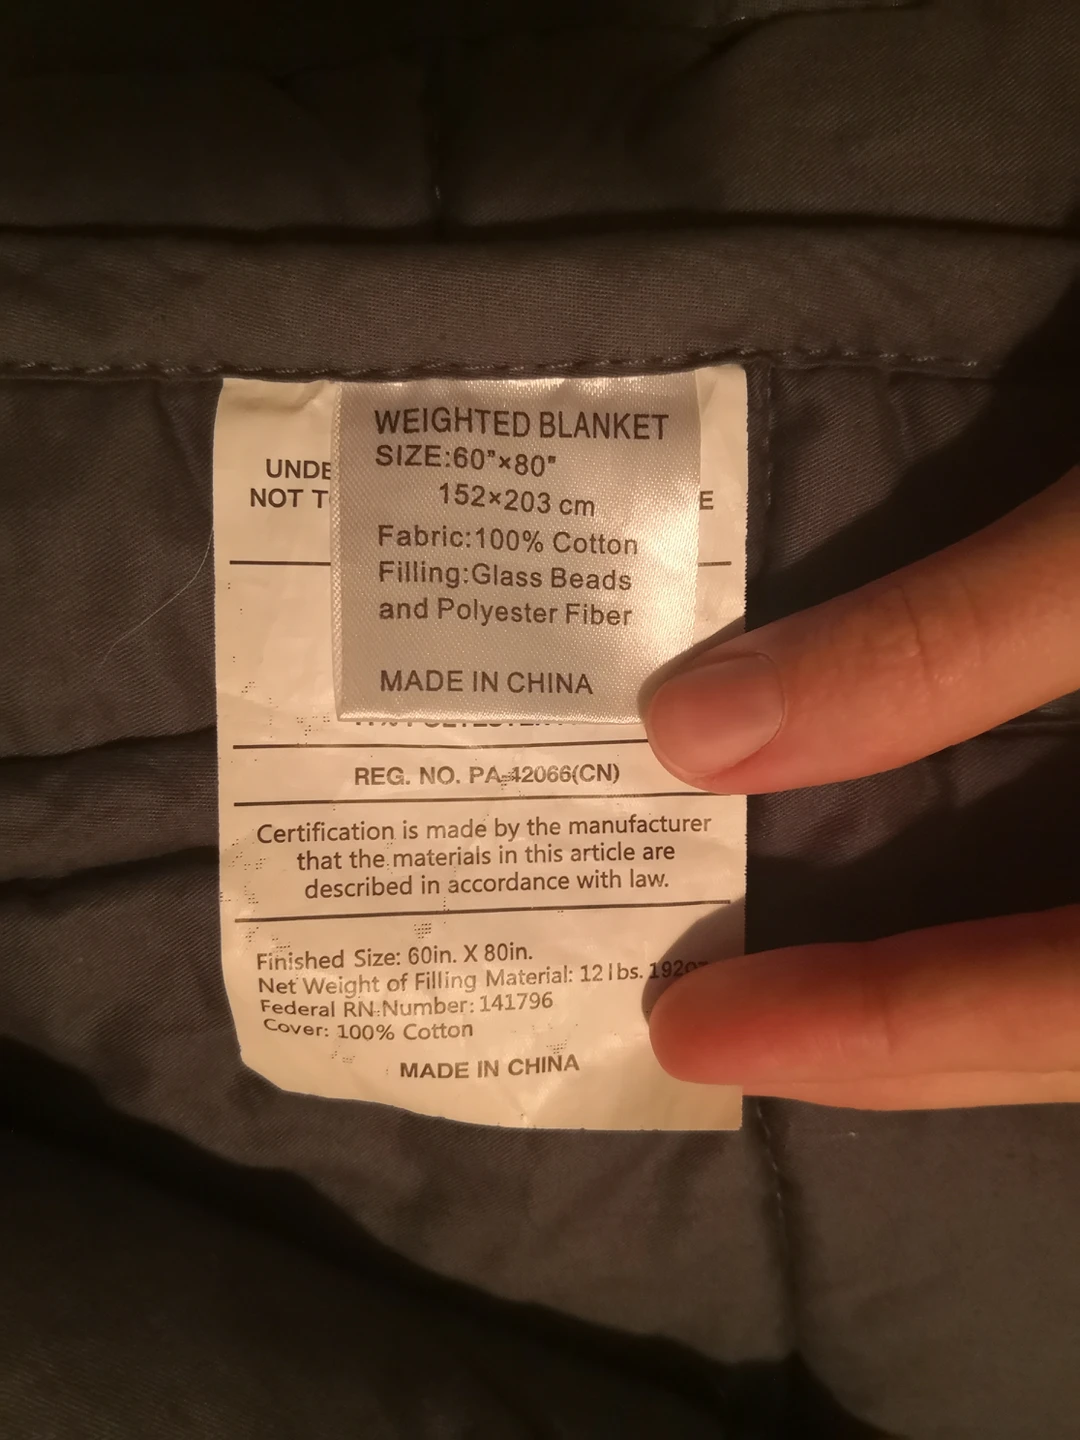 WEIGHTED BLANKET
SIZE:60"×80"
152×203 cm
Fabric:100% Cotton
Filling:Glass Beads
and Polyester Fiber
MADE IN CHINA
UNDE
NOT T
E
REG. NO. PA-42066(CN)
Certification is made by the manufacturer
that the materials in this article are
described in accordance with law.
Finished Size: 60in. X 80in.
Net Weight of Filling Material: 12lbs. 192oz
Federal RN Number: 141796
Cover: 100% Cotton
MADE IN CHINA